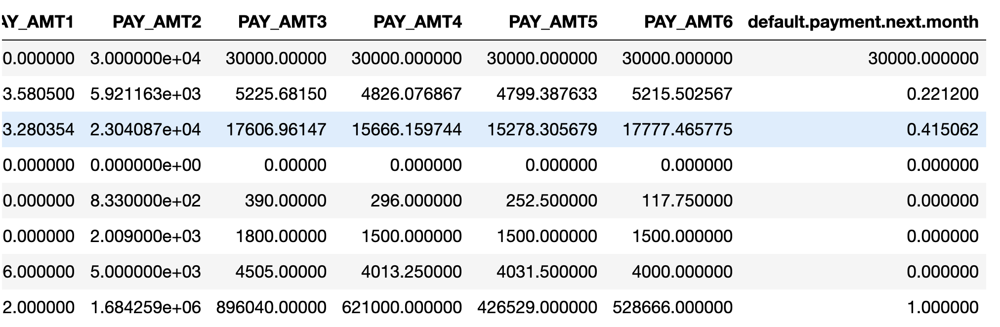 AY_AMT1 PAY_AMT2 PAY_AMT3 PAY_AMT4 PAY_AMT5 PAY_AMT6 default.payment.next.month
0.000000 3.000000e+04 30000.00000 30000.000000 30000.000000 30000.000000 30000.000000
3.580500 5.921163e+03 5225.68150 4826.076867 4799.387633 5215.502567 0.221200
3.280354 2.304087e+04 17606.96147 15666.159744 15278.305679 17777.465775 0.415062
0.000000 0.000000e+00 0.00000 0.000000 0.000000 0.000000 0.000000
0.000000 8.330000e+02 390.00000 296.000000 252.500000 117.750000 0.000000
0.000000 2.009000e+03 1800.00000 1500.000000 1500.000000 1500.000000 0.000000
6.000000 5.000000e+03 4505.00000 4013.250000 4031.500000 4000.000000 0.000000
2.000000 1.684259e+06 896040.00000 621000.000000 426529.000000 528666.000000 1.000000